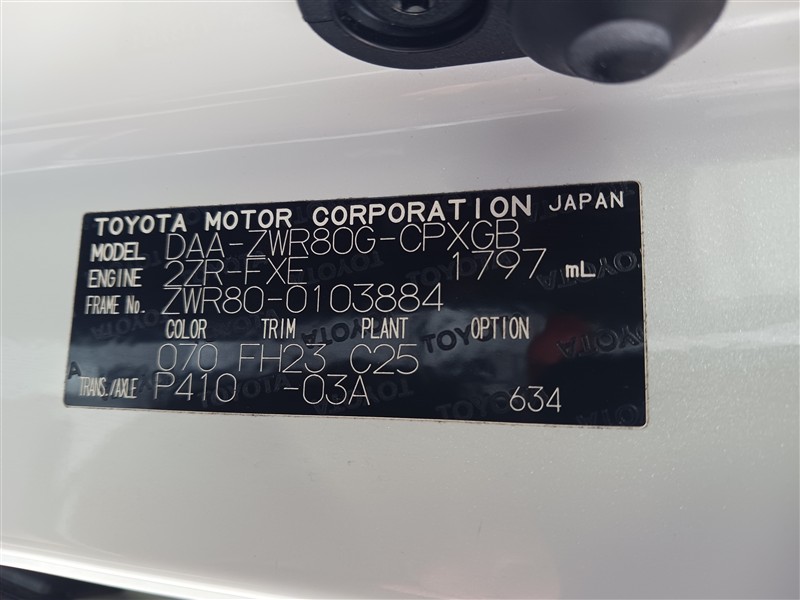 TOYOTA MOTOR CORPORATION JAPAN
MODEL DAA-ZWR80G-CPXGB
ENGINE 2ZR-FXE 1797 mL
FRAME No. ZWR80-0103884
COLOR TRIM PLANT OPTION
070 FH23 C25
TRANS./AXLE P410 -03A 634